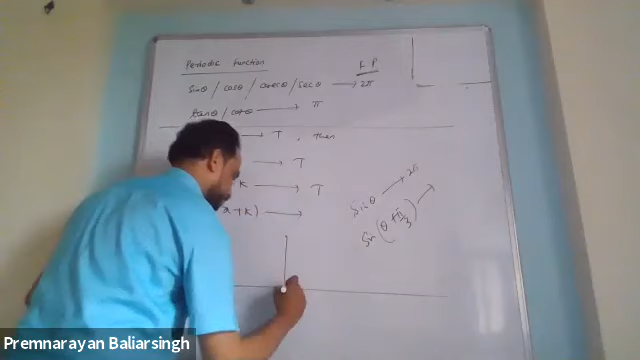 Periodic Function
F.P
sinθ / cosθ / cosecθ / secθ → 2π
tanθ / cotθ → π
→ T , then
→ T
K → T
x + K) →
sinθ → 2π
sin(θ + π/3) →
Premnarayan Baliarsingh